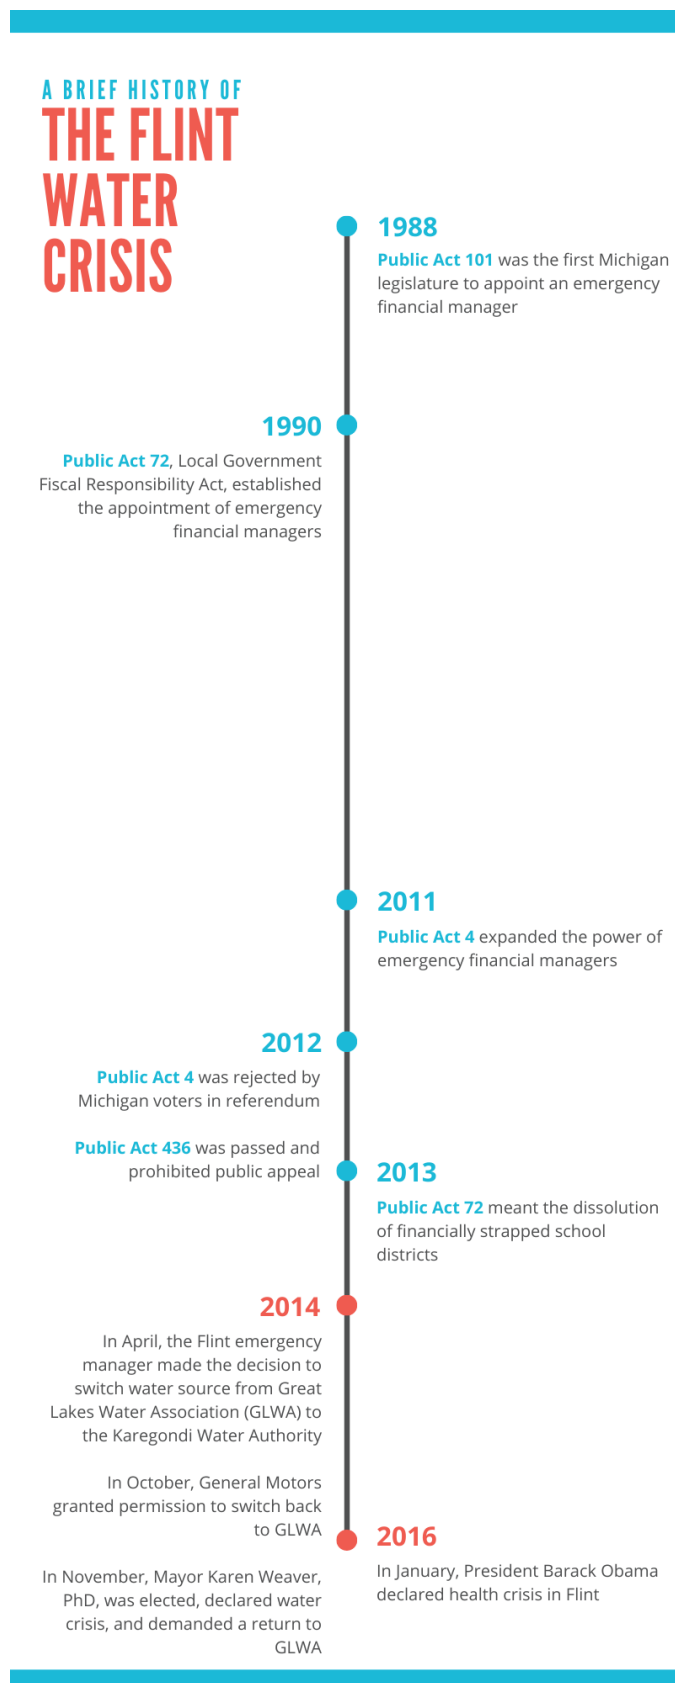 A BRIEF HISTORY OF
THE FLINT
WATER
CRISIS
1988
Public Act 101 was the first Michigan
legislature to appoint an emergency
financial manager
1990
Public Act 72, Local Government
Fiscal Responsibility Act, established
the appointment of emergency
financial managers
2011
Public Act 4 expanded the power of
emergency financial managers
2012
Public Act 4 was rejected by
Michigan voters in referendum
Public Act 436 was passed and
prohibited public appeal
2013
Public Act 72 meant the dissolution
of financially strapped school
districts
2014
In April, the Flint emergency
manager made the decision to
switch water source from Great
Lakes Water Association (GLWA) to
the Karegondi Water Authority
In October, General Motors
granted permission to switch back
to GLWA
In November, Mayor Karen Weaver,
PhD, was elected, declared water
crisis, and demanded a return to
GLWA
2016
In January, President Barack Obama
declared health crisis in Flint